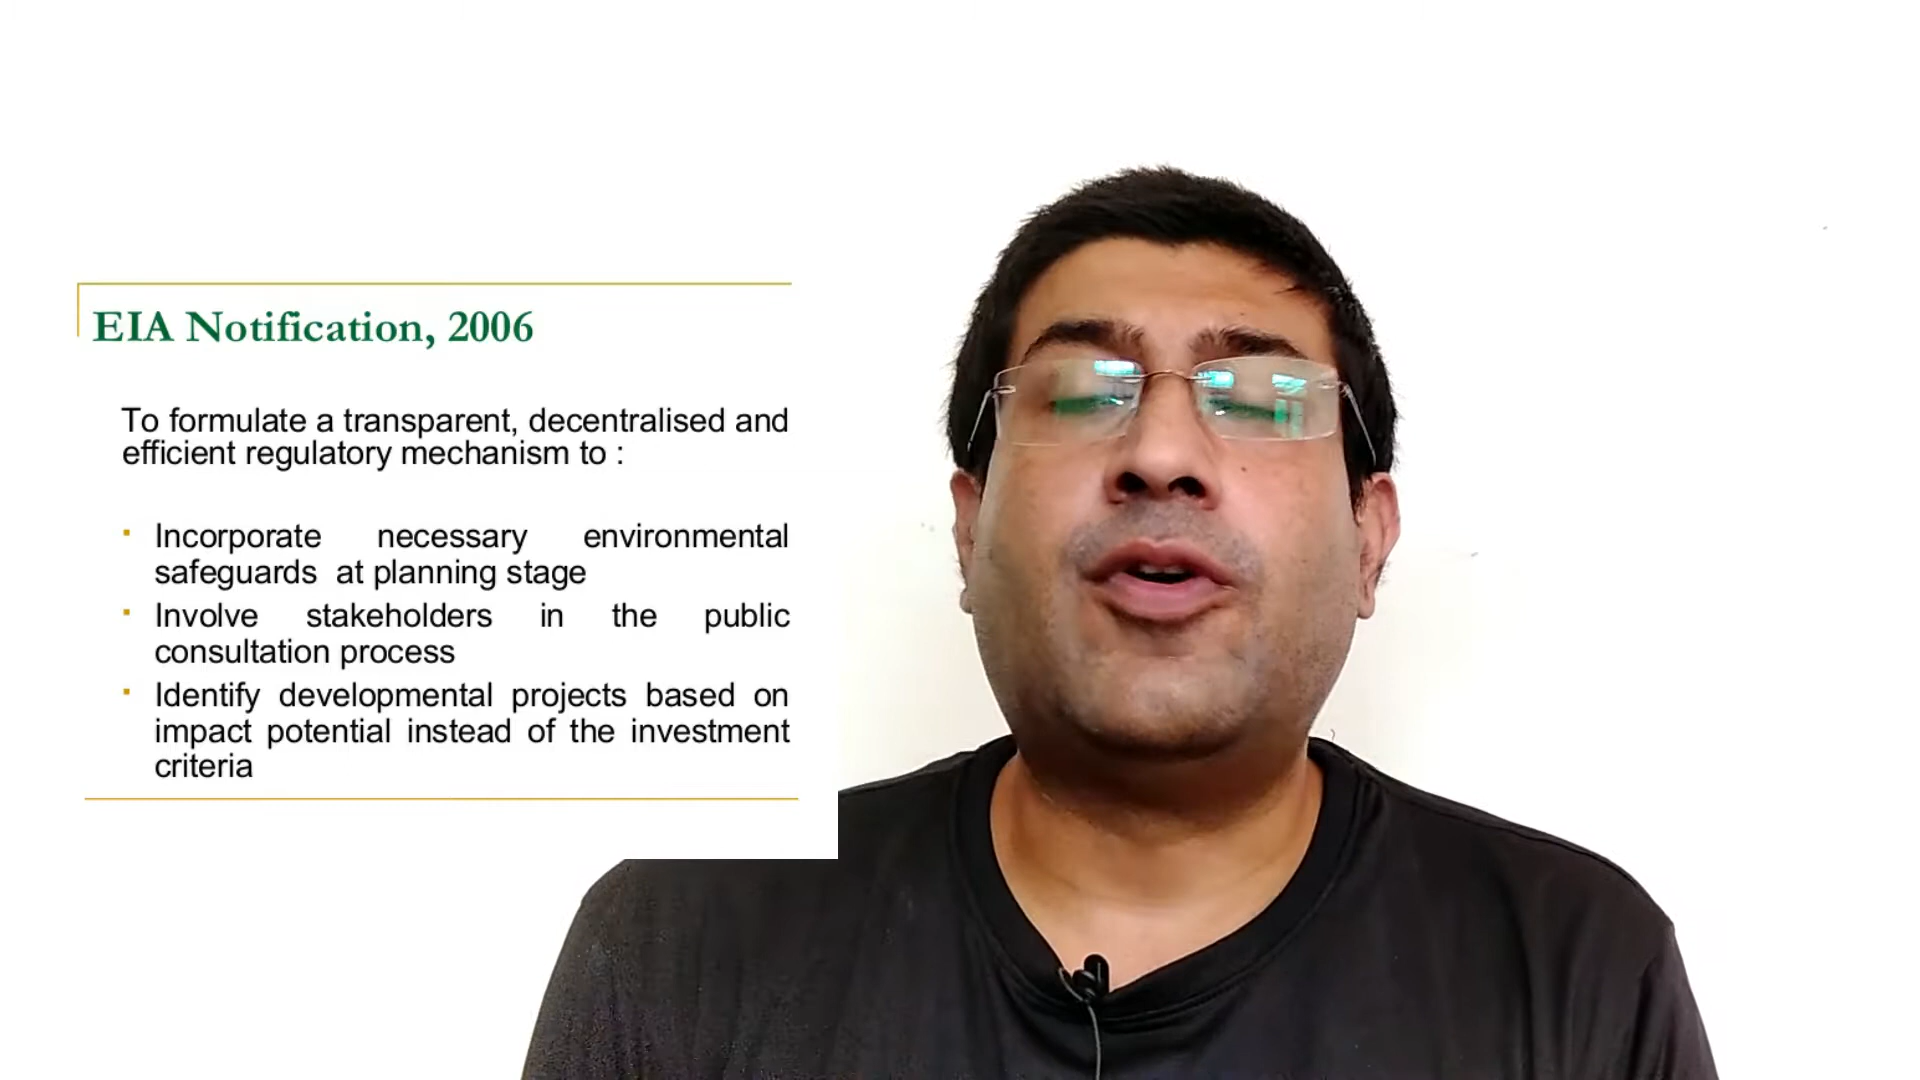 EIA Notification, 2006
To formulate a transparent, decentralised and
efficient regulatory mechanism to :
▪ Incorporate necessary environmental
safeguards at planning stage
▪ Involve stakeholders in the public
consultation process
▪ Identify developmental projects based on
impact potential instead of the investment
criteria